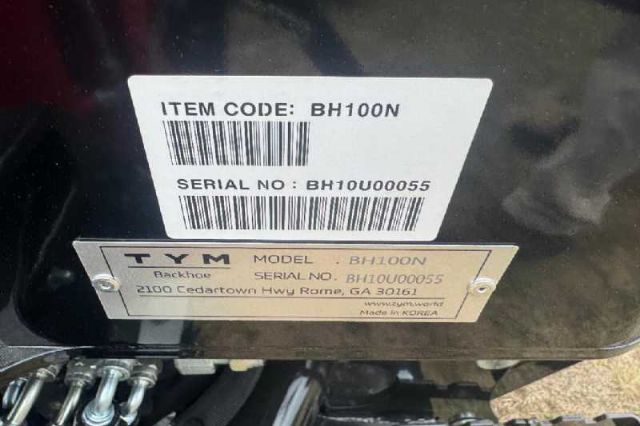 ITEM CODE: BH100N
SERIAL NO : BH10U00055
TYM MODEL . BH100N
Backhoe SERIAL NO. BH10U00055
2100 Cedartown Hwy Rome, GA 30161
www.tym.world
Made in KOREA